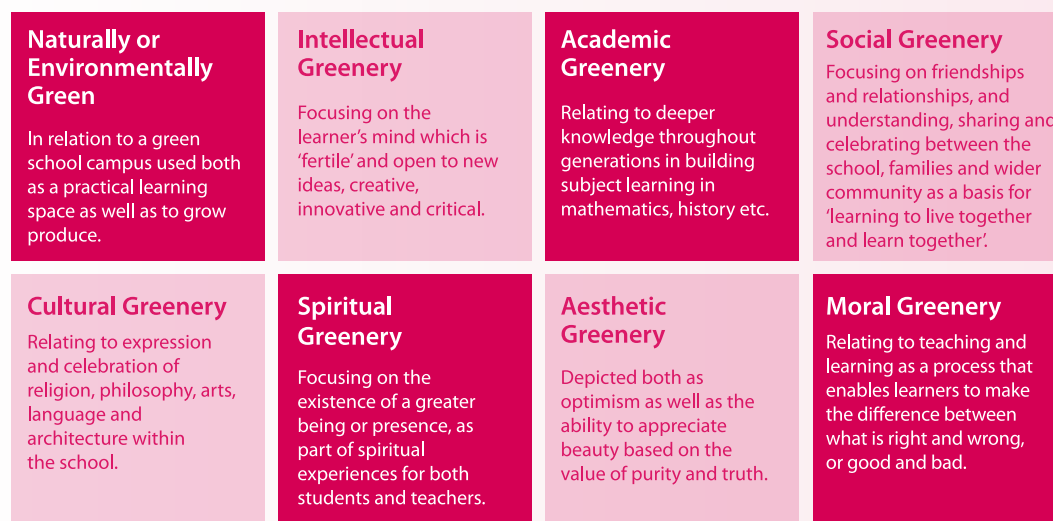 Naturally or
Environmentally
Green
In relation to a green
school campus used both
as a practical learning
space as well as to grow
produce.
Intellectual
Greenery
Focusing on the
learner’s mind which is
‘fertile’ and open to new
ideas, creative,
innovative and critical.
Academic
Greenery
Relating to deeper
knowledge throughout
generations in building
subject learning in
mathematics, history etc.
Social Greenery
Focusing on friendships
and relationships, and
understanding, sharing and
celebrating between the
school, families and wider
community as a basis for
‘learning to live together
and learn together’.
Cultural Greenery
Relating to expression
and celebration of
religion, philosophy, arts,
language and
architecture within
the school.
Spiritual
Greenery
Focusing on the
existence of a greater
being or presence, as
part of spiritual
experiences for both
students and teachers.
Aesthetic
Greenery
Depicted both as
optimism as well as the
ability to appreciate
beauty based on the
value of purity and truth.
Moral Greenery
Relating to teaching and
learning as a process that
enables learners to make
the difference between
what is right and wrong,
or good and bad.